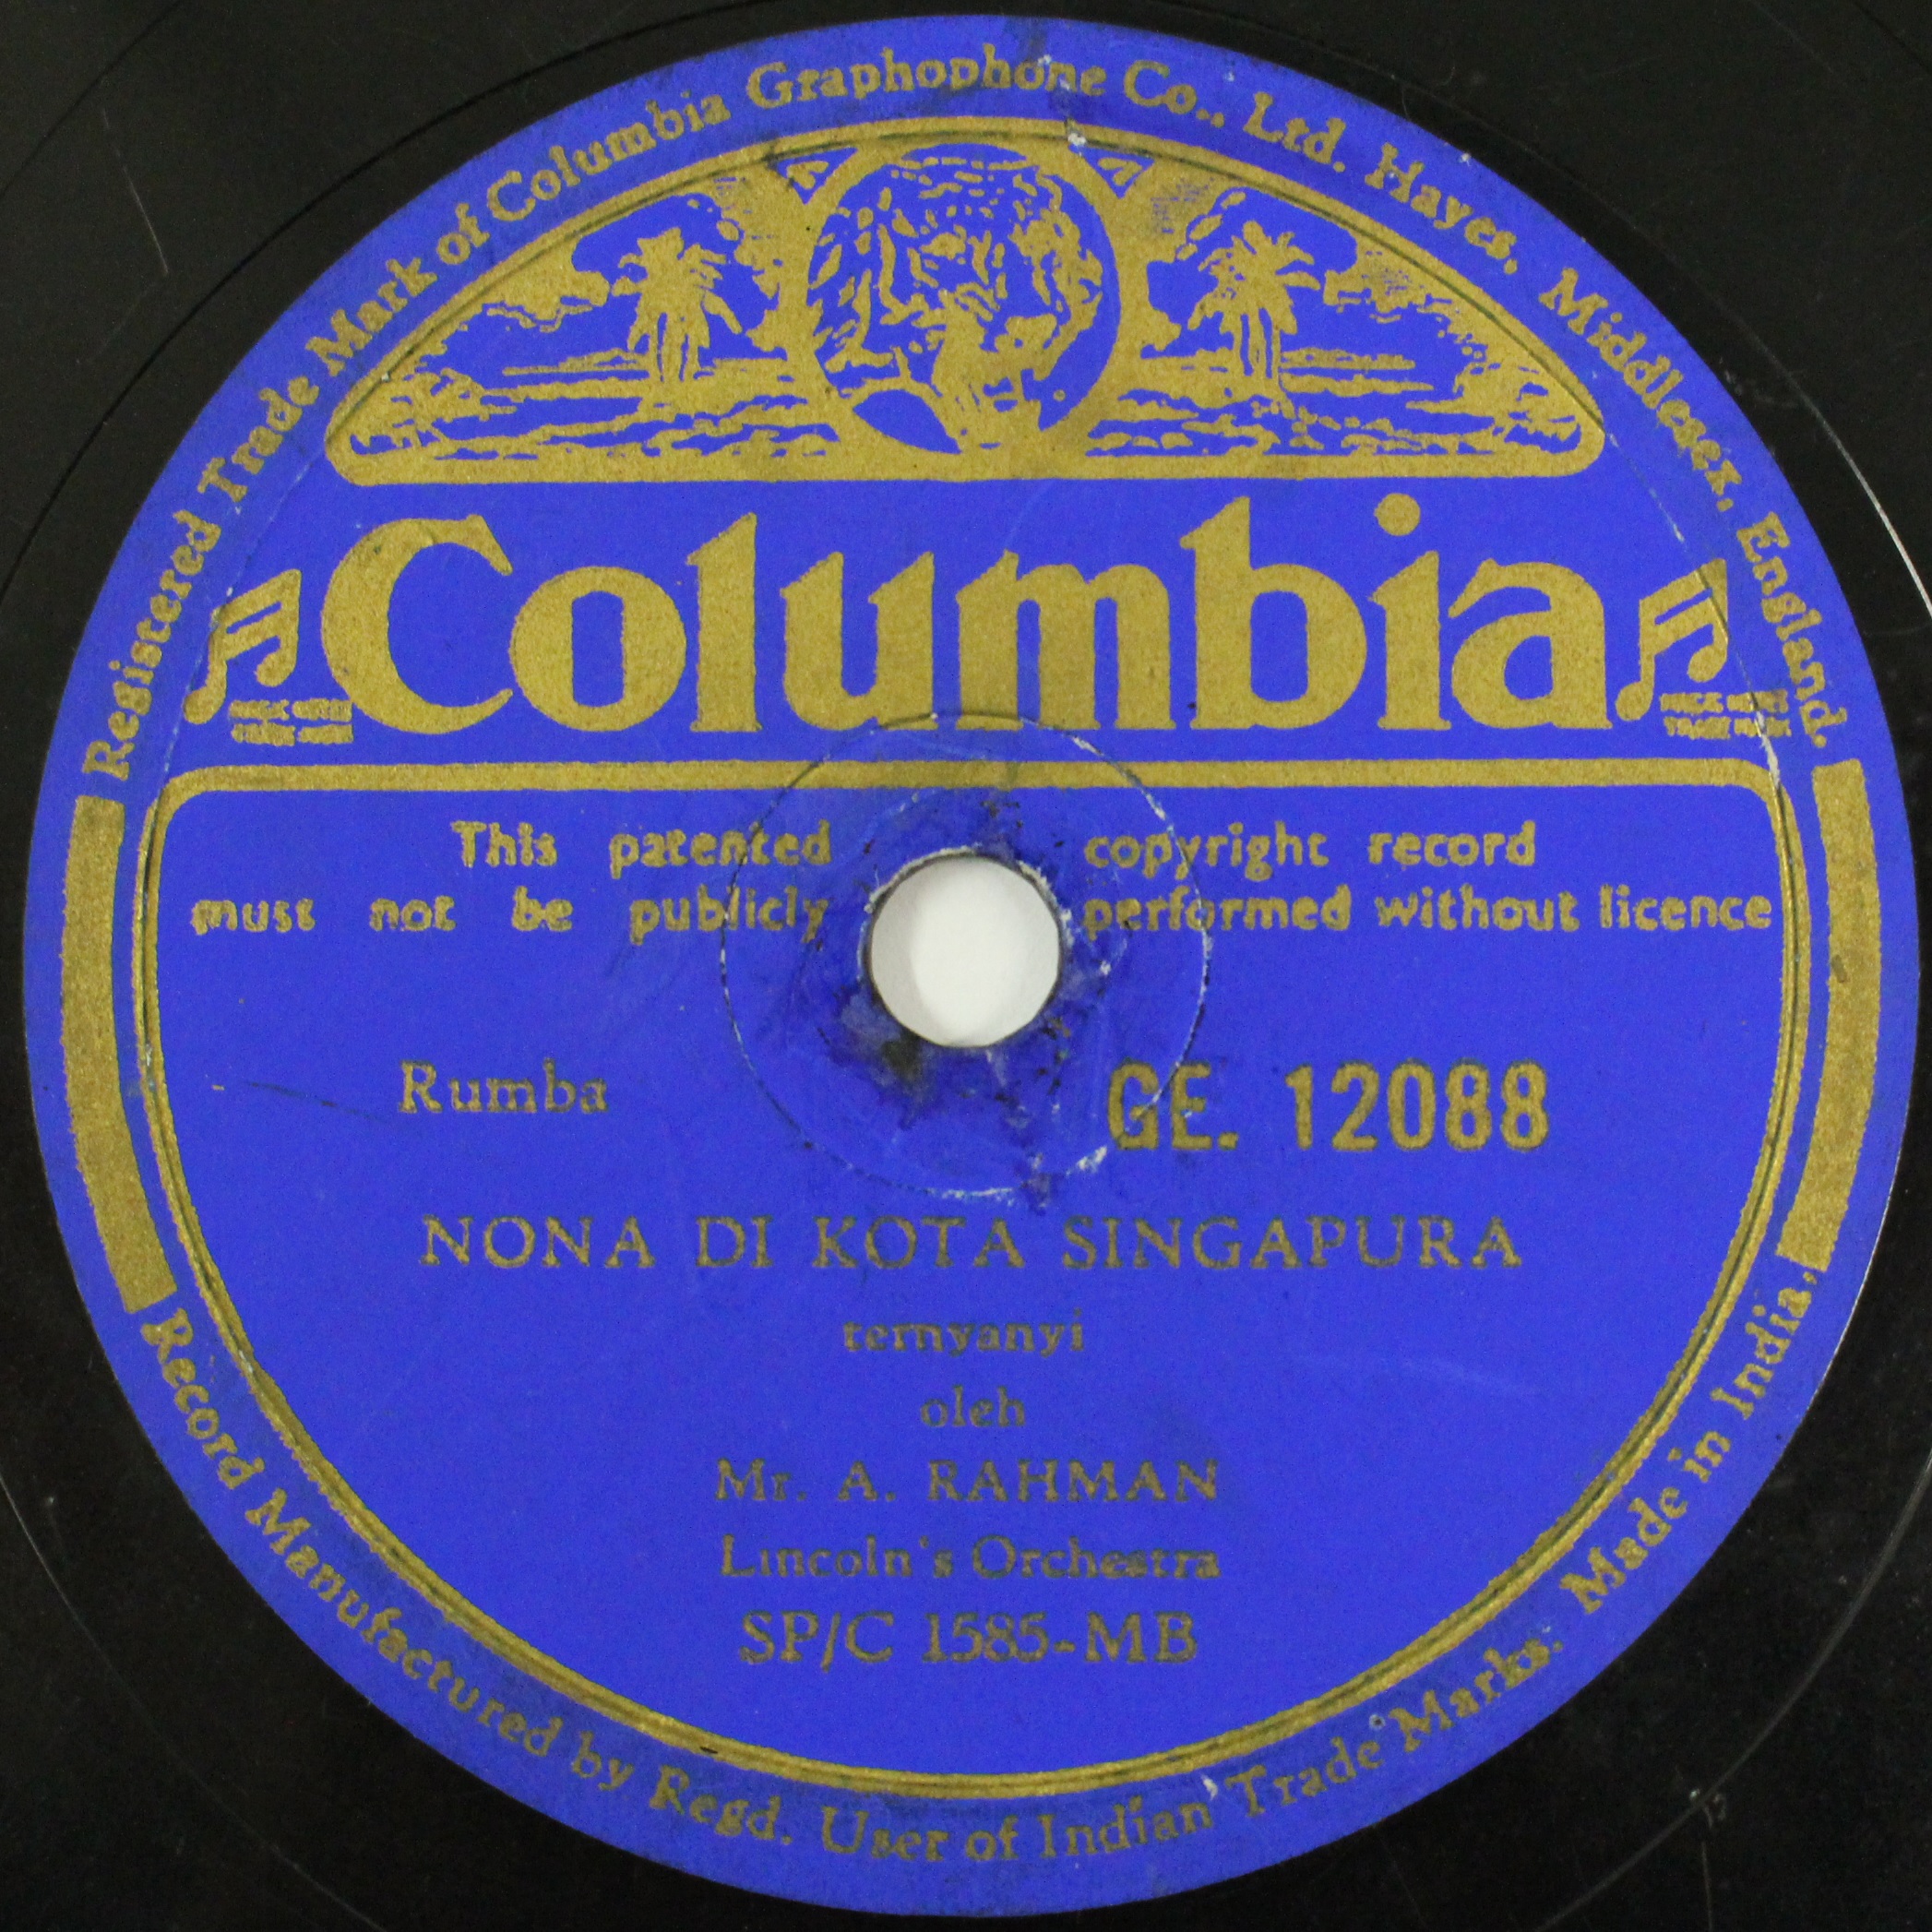 Registered Trade Mark of Columbia Graphophone Co., Ltd. Hayes, Middlesex, England.
Columbia
This patented copyright record
must not be publicly performed without licence
Rumba
GE. 12088
NONA DI KOTA SINGAPURA
ternyanyi
oleh
Mr. A. RAHMAN
Lincoln's Orchestra
SP/C 1585-MB
Record Manufactured by Regd. User of Indian Trade Marks. Made in India,